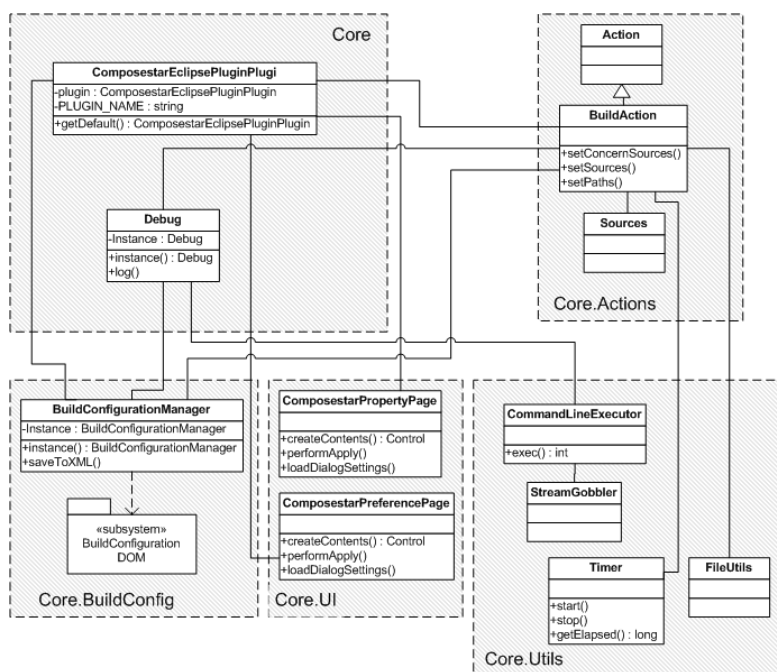 Core
ComposestarEclipsePluginPlugi
-plugin : ComposestarEclipsePluginPlugin
-PLUGIN_NAME : string
+getDefault() : ComposestarEclipsePluginPlugin
Debug
-Instance : Debug
+instance() : Debug
+log()
Action
BuildAction
+setConcernSources()
+setSources()
+setPaths()
Sources
Core.Actions
BuildConfigurationManager
-Instance : BuildConfigurationManager
+instance() : BuildConfigurationManager
+saveToXML()
«subsystem»
BuildConfiguration
DOM
Core.BuildConfig
ComposestarPropertyPage
+createContents() : Control
+performApply()
+loadDialogSettings()
ComposestarPreferencePage
+createContents() : Control
+performApply()
+loadDialogSettings()
Core.UI
CommandLineExecutor
+exec() : int
StreamGobbler
Timer
+start()
+stop()
+getElapsed() : long
FileUtils
Core.Utils